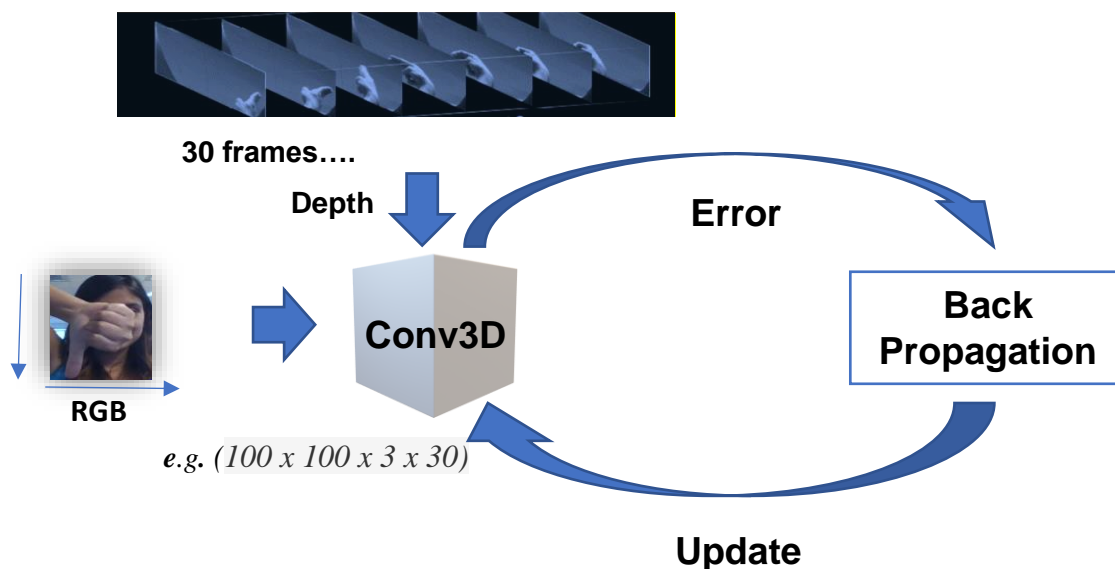 30 frames….
Depth
Error
Conv3D
Back
Propagation
RGB
e.g. (100 x 100 x 3 x 30)
Update